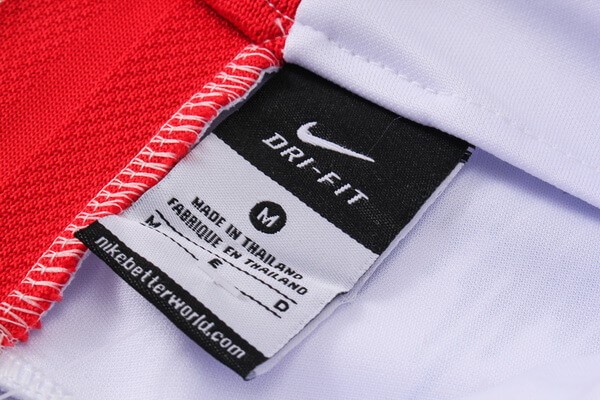 DRI-FIT
M
MADE IN THAILAND
FABRIQUE EN THAILAND
M E D
nikebetterworld.com